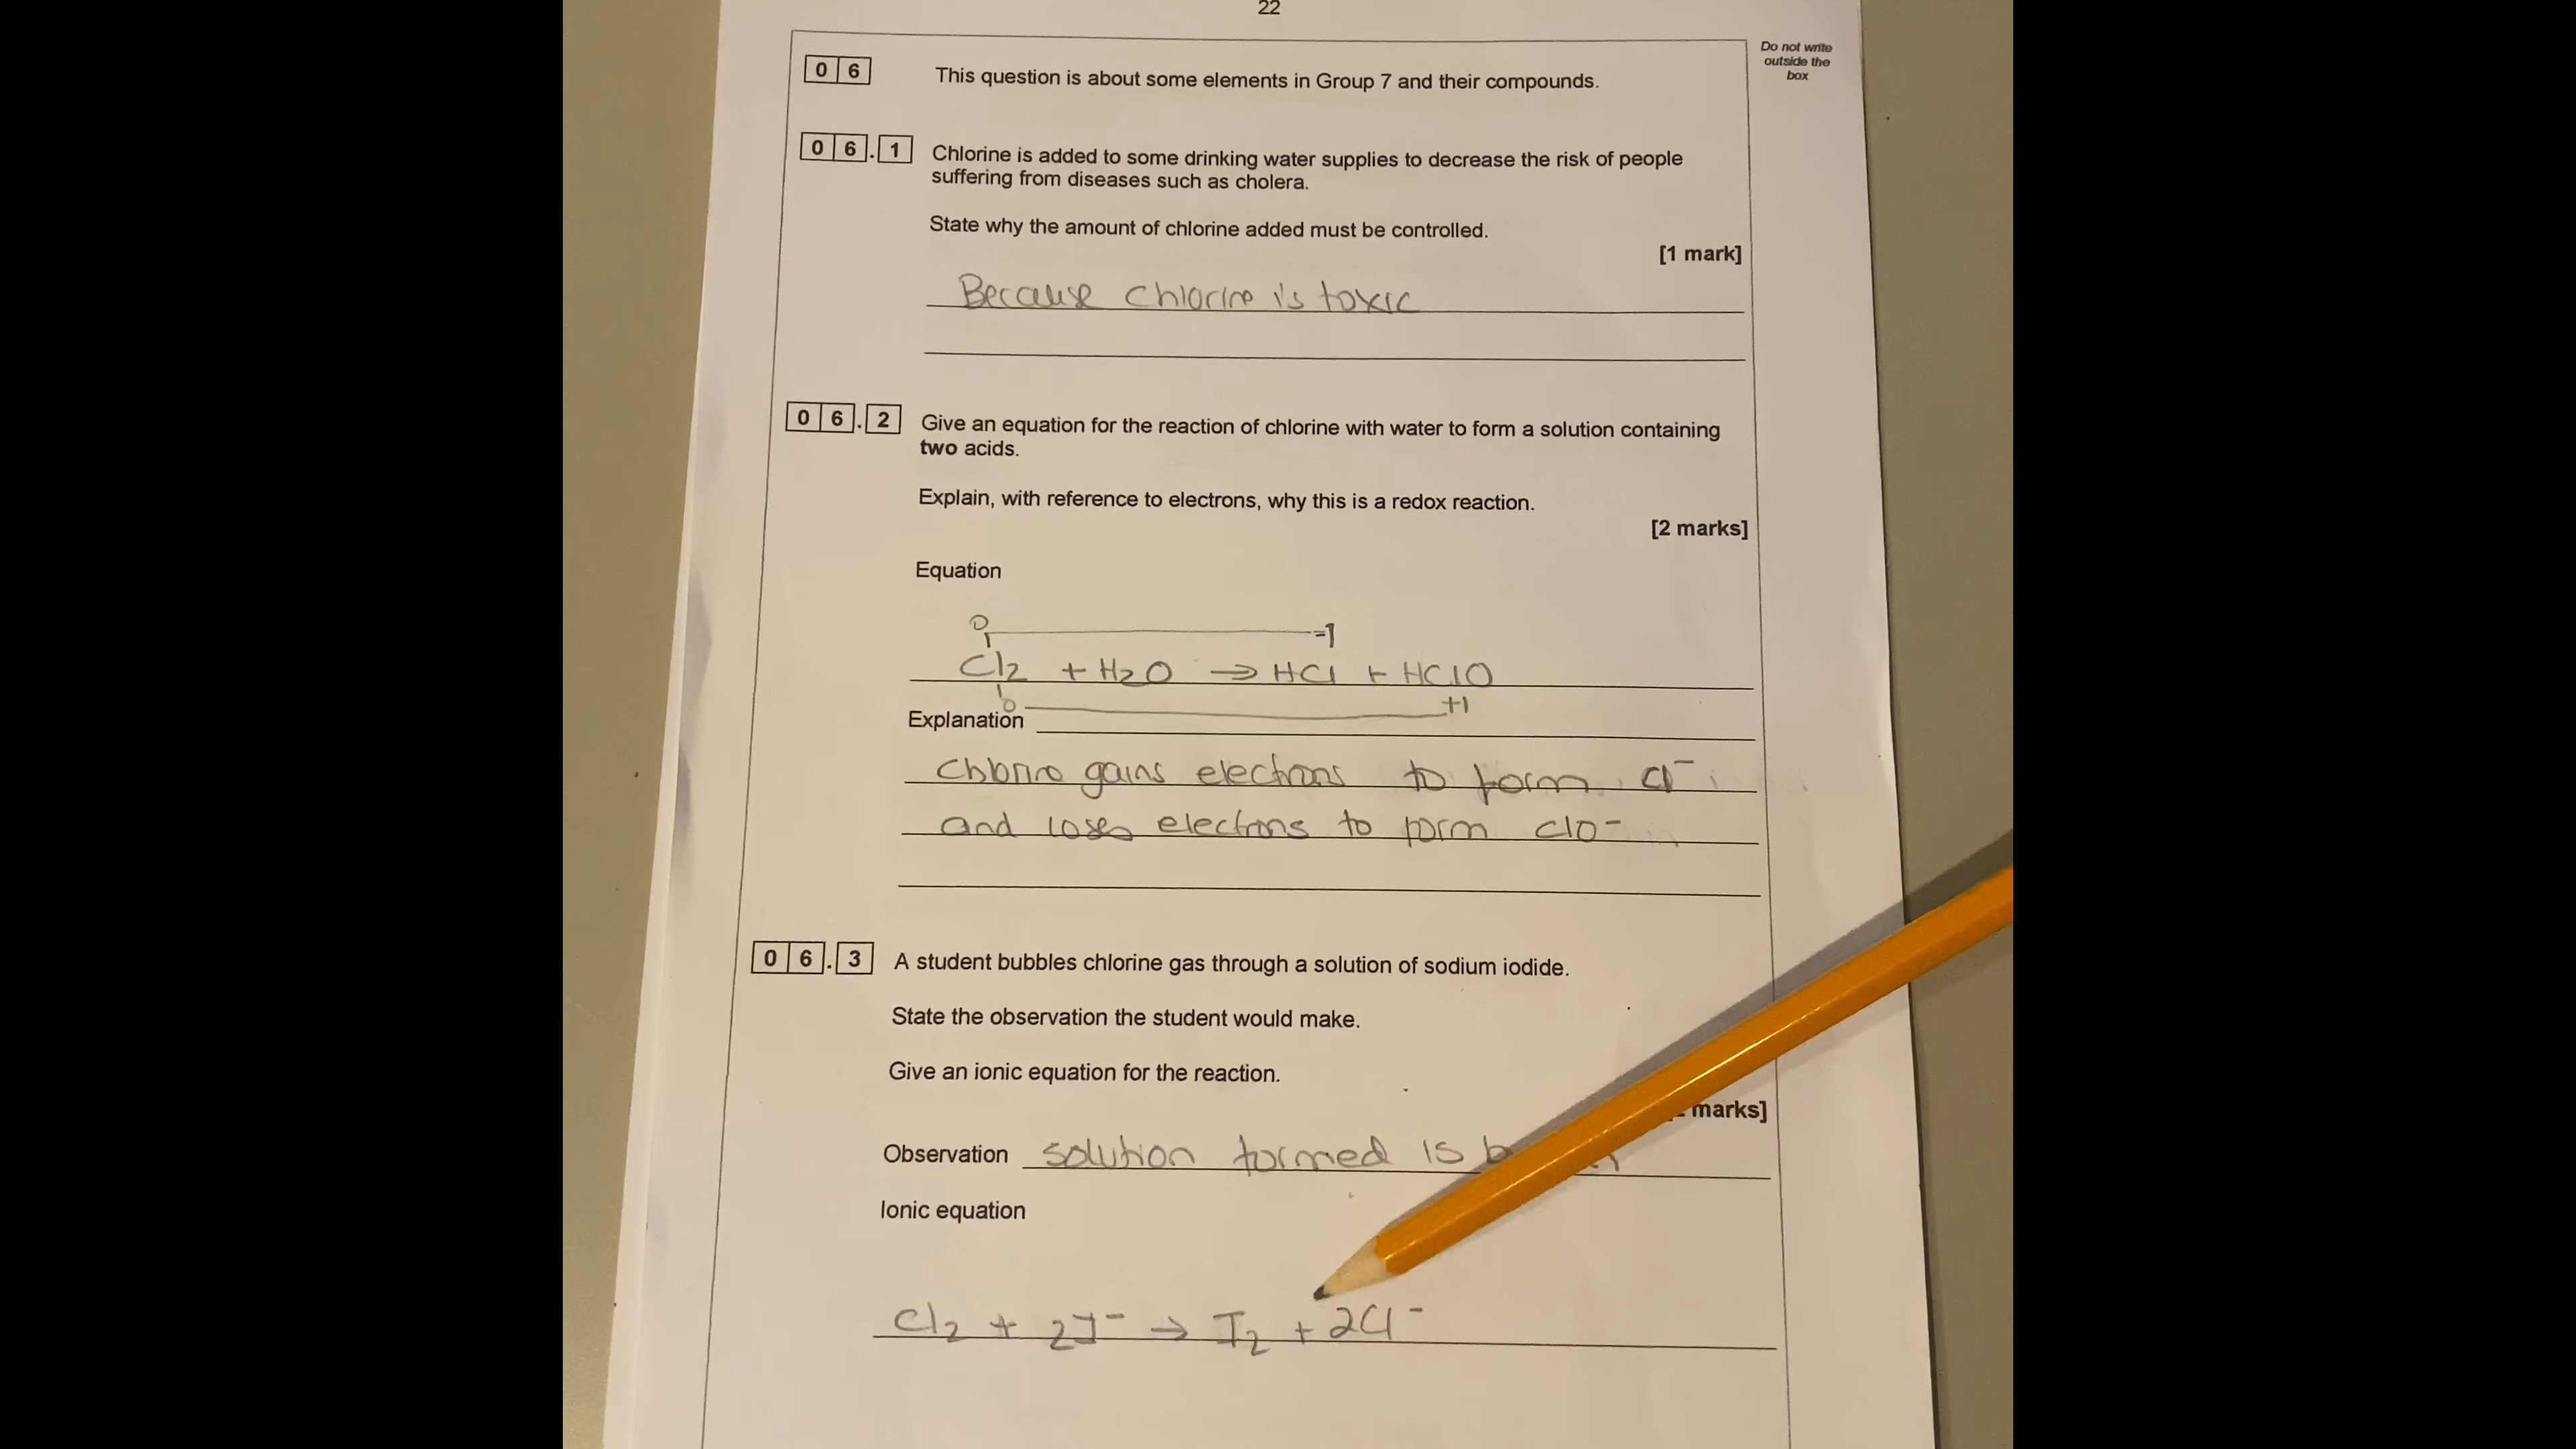 22
Do not write
outside the
box
0 6 This question is about some elements in Group 7 and their compounds.
0 6 . 1 Chlorine is added to some drinking water supplies to decrease the risk of people
suffering from diseases such as cholera.
State why the amount of chlorine added must be controlled.
[1 mark]
Because chlorine is toxic
0 6 . 2 Give an equation for the reaction of chlorine with water to form a solution containing
two acids.
Explain, with reference to electrons, why this is a redox reaction.
[2 marks]
Equation
0 -1
Cl2 + H2O → HCl + HClO
0 +1
Explanation
chlorine gains electrons to form Cl⁻
and loses electrons to form ClO⁻
0 6 . 3 A student bubbles chlorine gas through a solution of sodium iodide.
State the observation the student would make.
Give an ionic equation for the reaction.
marks]
Observation solution formed is
Ionic equation
Cl2 + 2I⁻ → I2 + 2Cl⁻